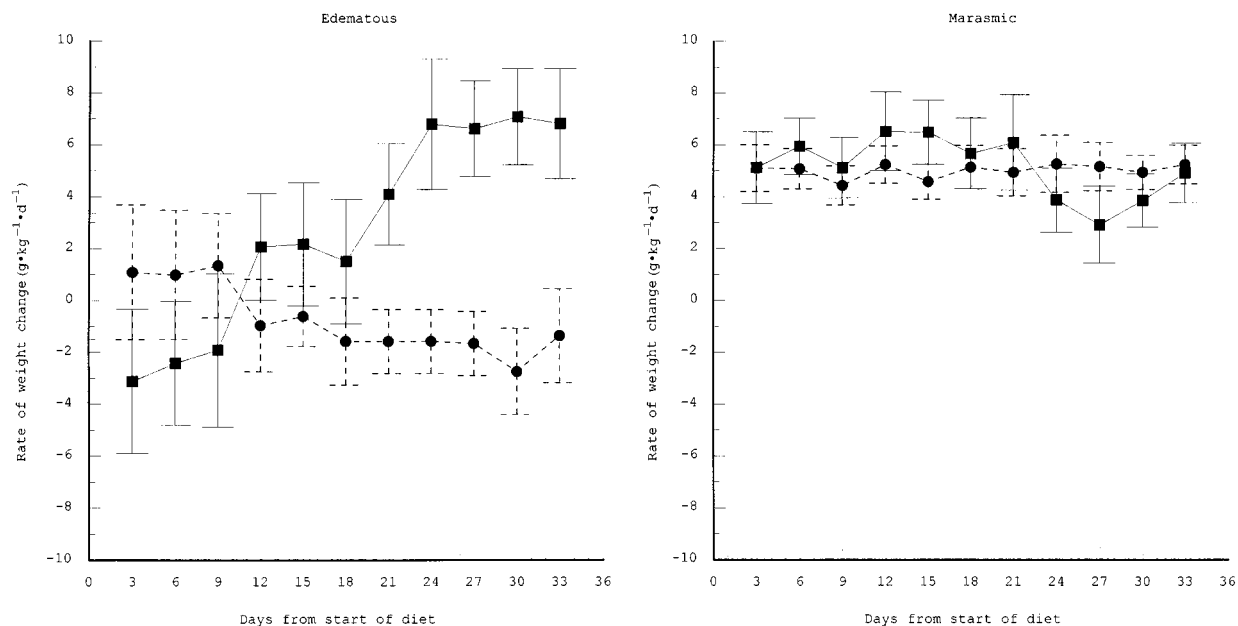 Edematous
Rate of weight change (g•kg⁻¹•d⁻¹)
10
8
6
4
2
0
-2
-4
-6
-8
-10
0 3 6 9 12 15 18 21 24 27 30 33 36
Days from start of diet
Marasmic
Rate of weight change (g•kg⁻¹•d⁻¹)
10
8
6
4
2
0
-2
-4
-6
-8
-10
0 3 6 9 12 15 18 21 24 27 30 33 36
Days from start of diet